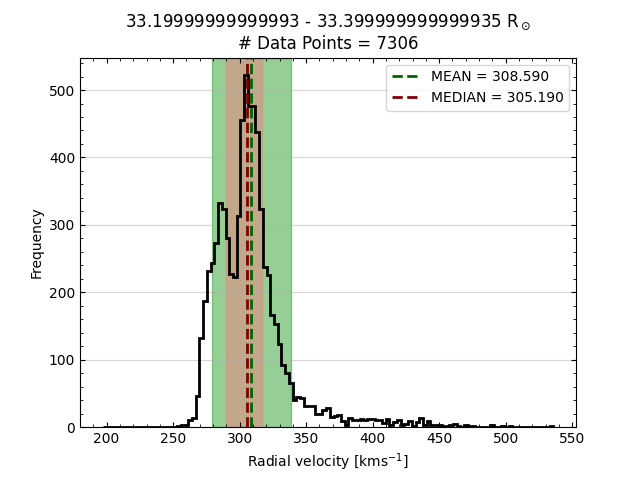 33.19999999999993 - 33.399999999999935 R⊙
# Data Points = 7306
MEAN = 308.590
MEDIAN = 305.190
500
400
300
200
100
0
Frequency
200 250 300 350 400 450 500 550
Radial velocity [kms⁻¹]